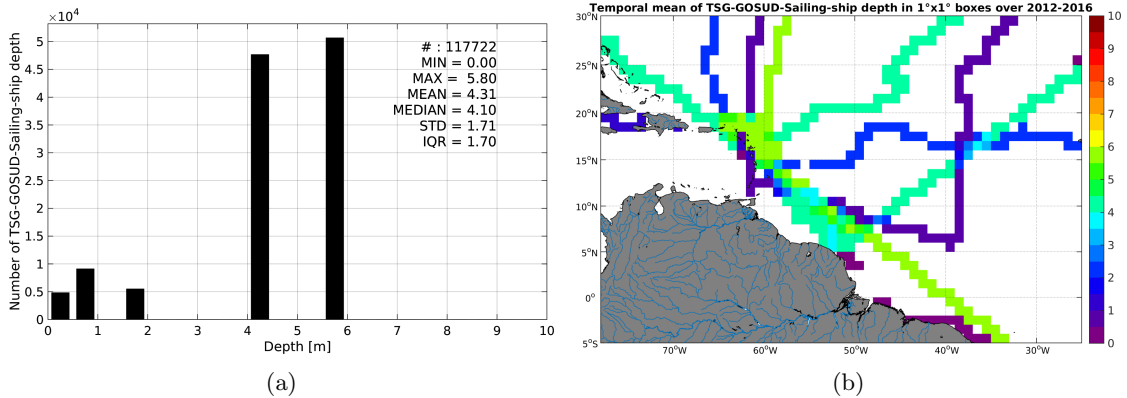 ×10⁴
5
4.5
4
3.5
3
2.5
2
1.5
1
0.5
0
0 1 2 3 4 5 6 7 8 9 10
Number of TSG-GOSUD-Sailing-ship depth
Depth [m]
# : 117722
MIN = 0.00
MAX = 5.80
MEAN = 4.31
MEDIAN = 4.10
STD = 1.71
IQR = 1.70
(a)
Temporal mean of TSG-GOSUD-Sailing-ship depth in 1°x1° boxes over 2012-2016
30°N
25°N
20°N
15°N
10°N
5°N
0°
5°S
70°W 60°W 50°W 40°W 30°W
10
9
8
7
6
5
4
3
2
1
0
(b)